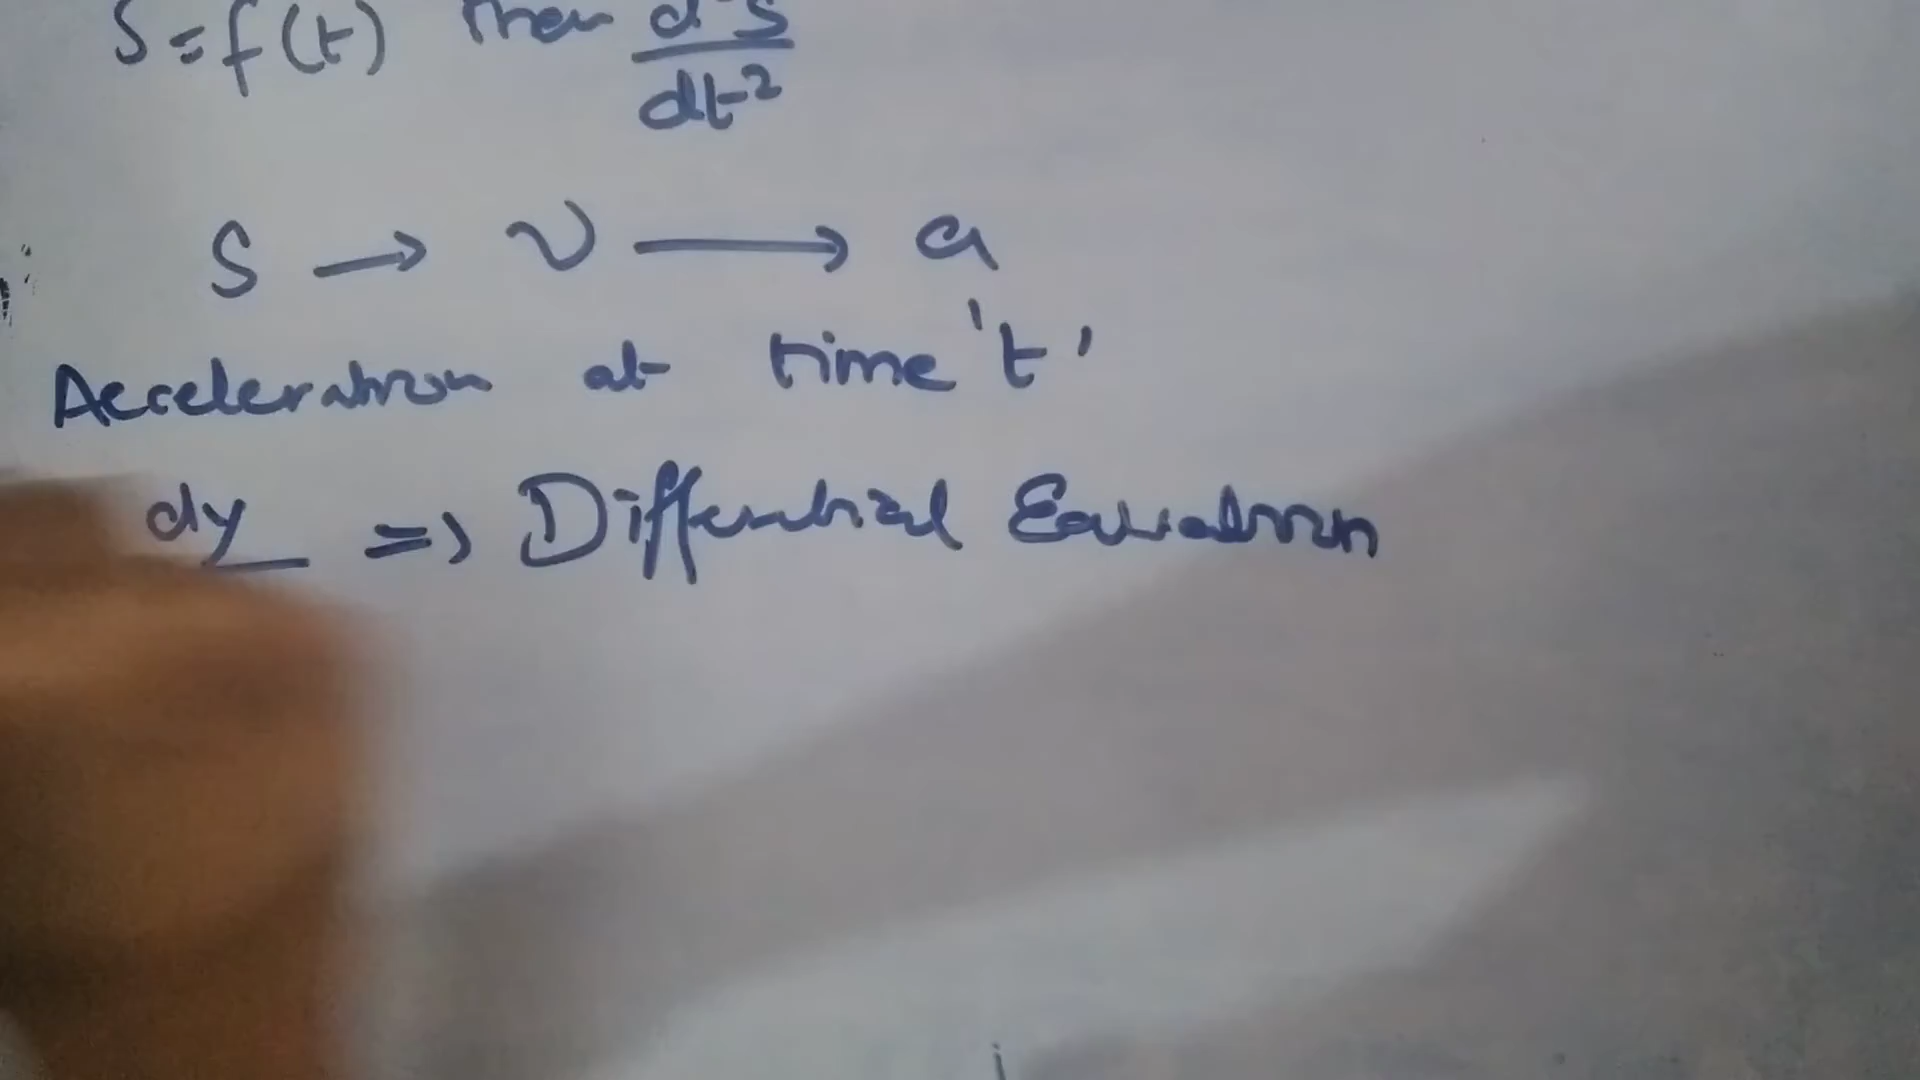 S = f(t) then d²s/dt²
S → v → a
Acceleration at time 't'
dy => Differential Equation